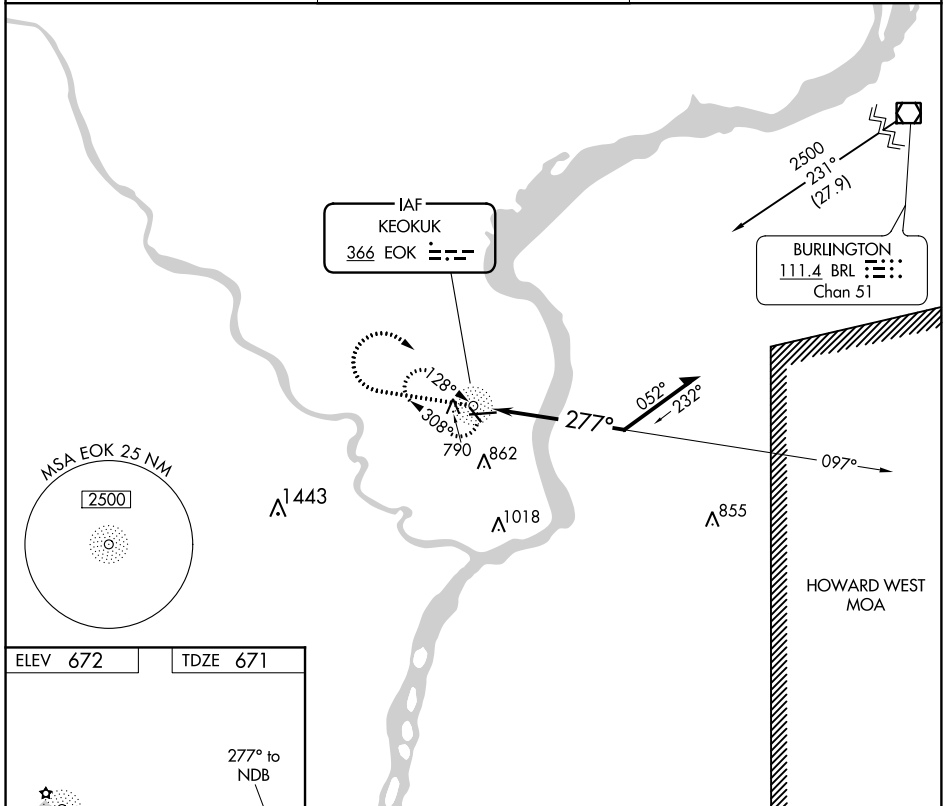 2500
231°
(27.9)
IAF
KEOKUK
366 EOK
BURLINGTON
111.4 BRL
Chan 51
128°
308°
052°
232°
277°
097°
790
862
MSA EOK 25 NM
2500
1443
1018
855
HOWARD WEST
MOA
ELEV 672
TDZE 671
277° to
NDB